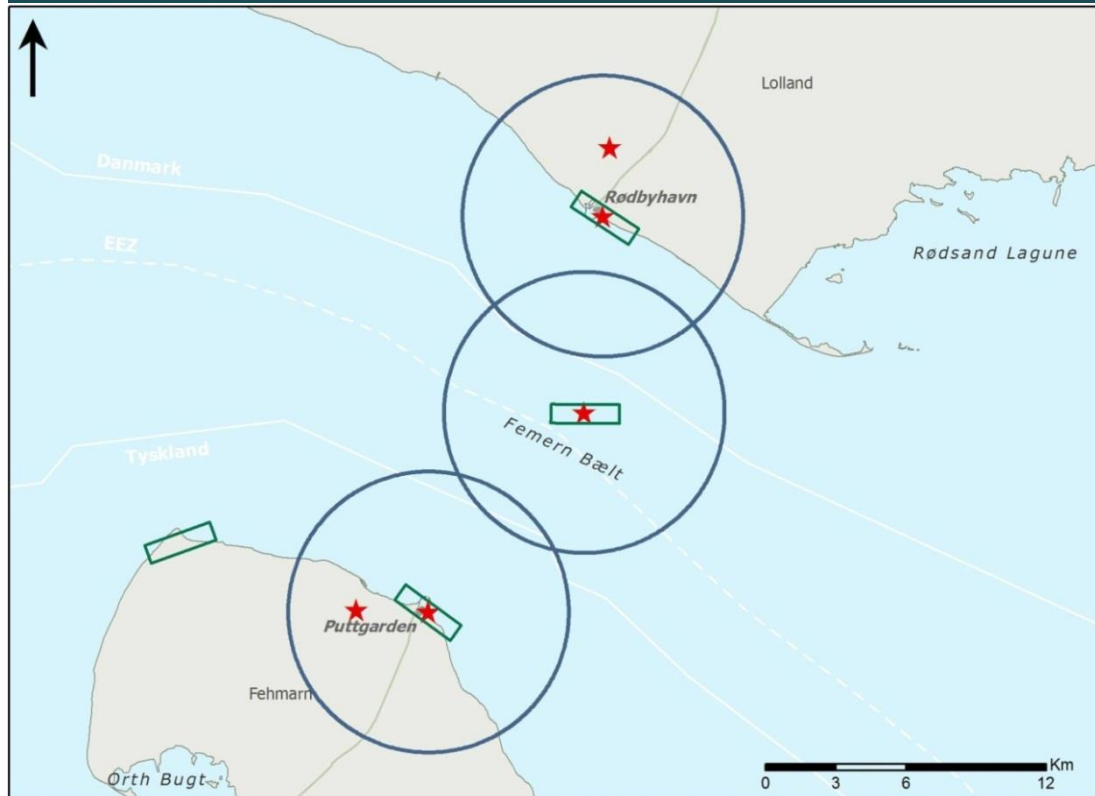 Lolland
Danmark
Rødbyhavn
EEZ
Rødsand Lagune
Femern Bælt
Tyskland
Puttgarden
Fehmarn
Orth Bugt
Km
0 3 6 12